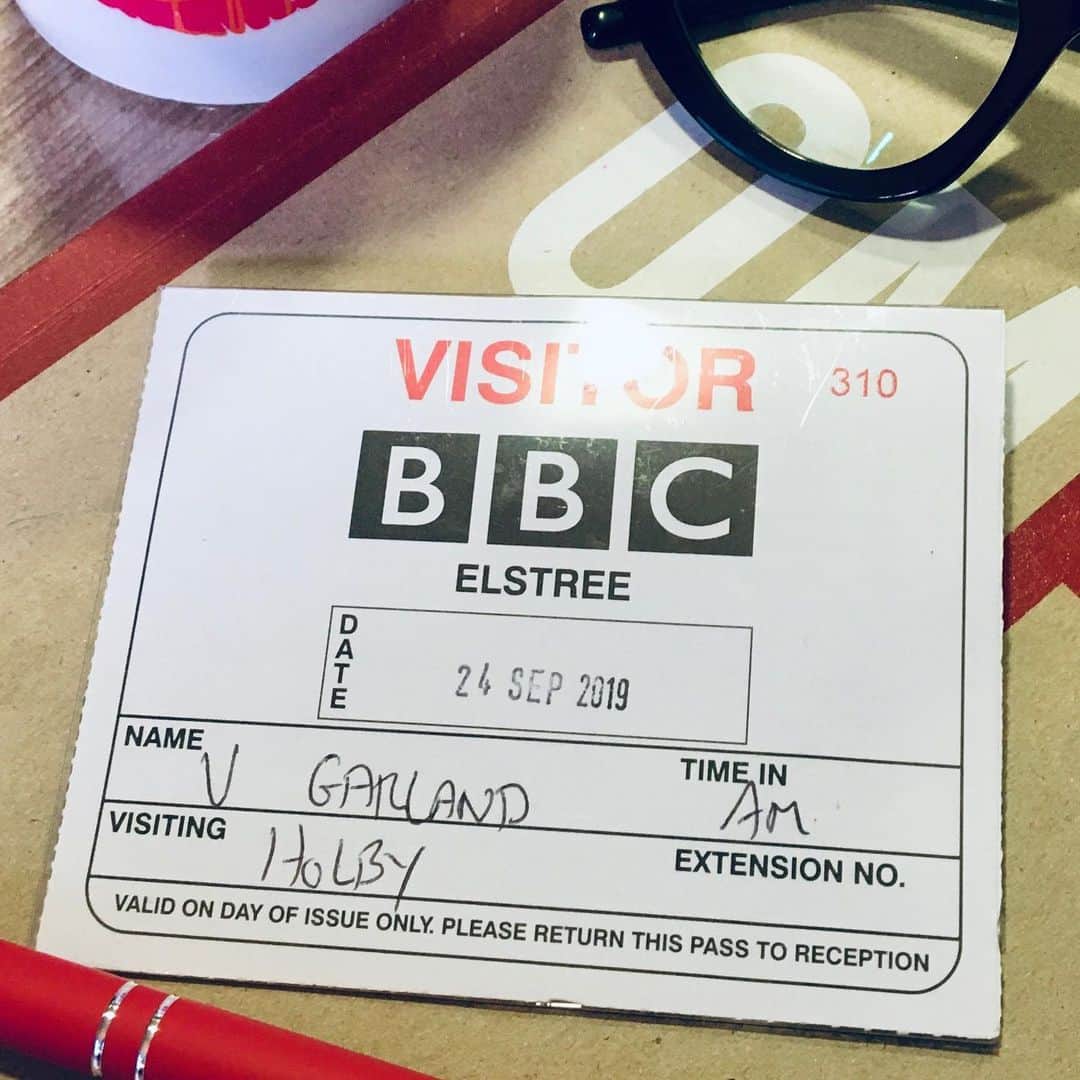 VISITOR 310
BBC
ELSTREE
DATE
24 SEP 2019
NAME V GARLAND TIME IN AM
VISITING HOLBY EXTENSION NO.
VALID ON DAY OF ISSUE ONLY. PLEASE RETURN THIS PASS TO RECEPTION